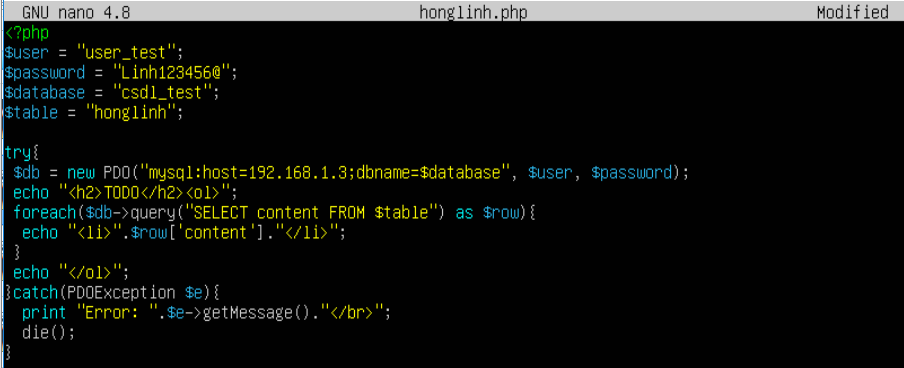 GNU nano 4.8 honglinh.php Modified
<?php
$user = "user_test";
$password = "Linh123456@";
$database = "csdl_test";
$table = "honglinh";
try{
$db = new PDO("mysql:host=192.168.1.3;dbname=$database", $user, $password);
echo "<h2>TODO</h2><ol>";
foreach($db->query("SELECT content FROM $table") as $row){
echo "<li>".$row['content']."</li>";
}
echo "</ol>";
}catch(PDOException $e){
print "Error: ".$e->getMessage()."</br>";
die();
}